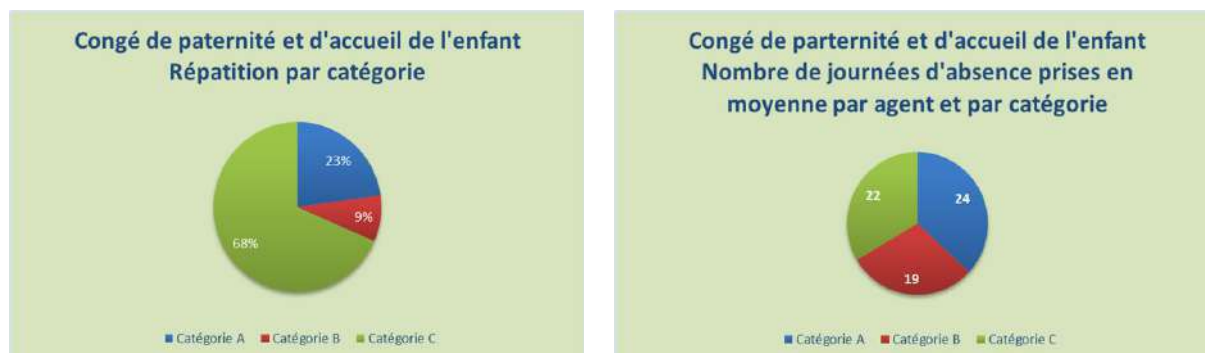 Congé de paternité et d'accueil de l'enfant
Répatition par catégorie
23%
9%
68%
Catégorie A Catégorie B Catégorie C
Congé de parternité et d'accueil de l'enfant
Nombre de journées d'absence prises en
moyenne par agent et par catégorie
22
24
19
Catégorie A Catégorie B Catégorie C